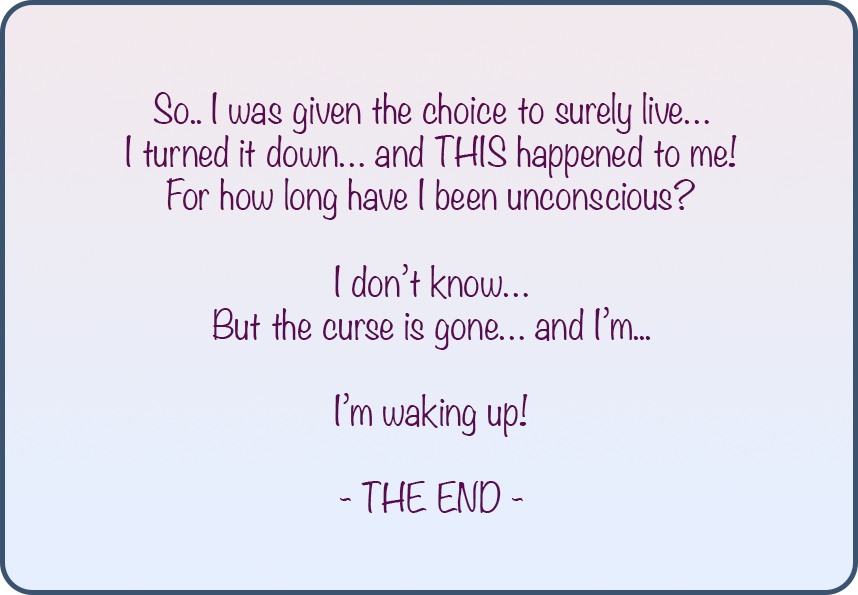 So.. I was given the choice to surely live...
I turned it down... and THIS happened to me!
For how long have I been unconscious?
I don’t know...
But the curse is gone... and I’m...
I’m waking up!
~ THE END ~